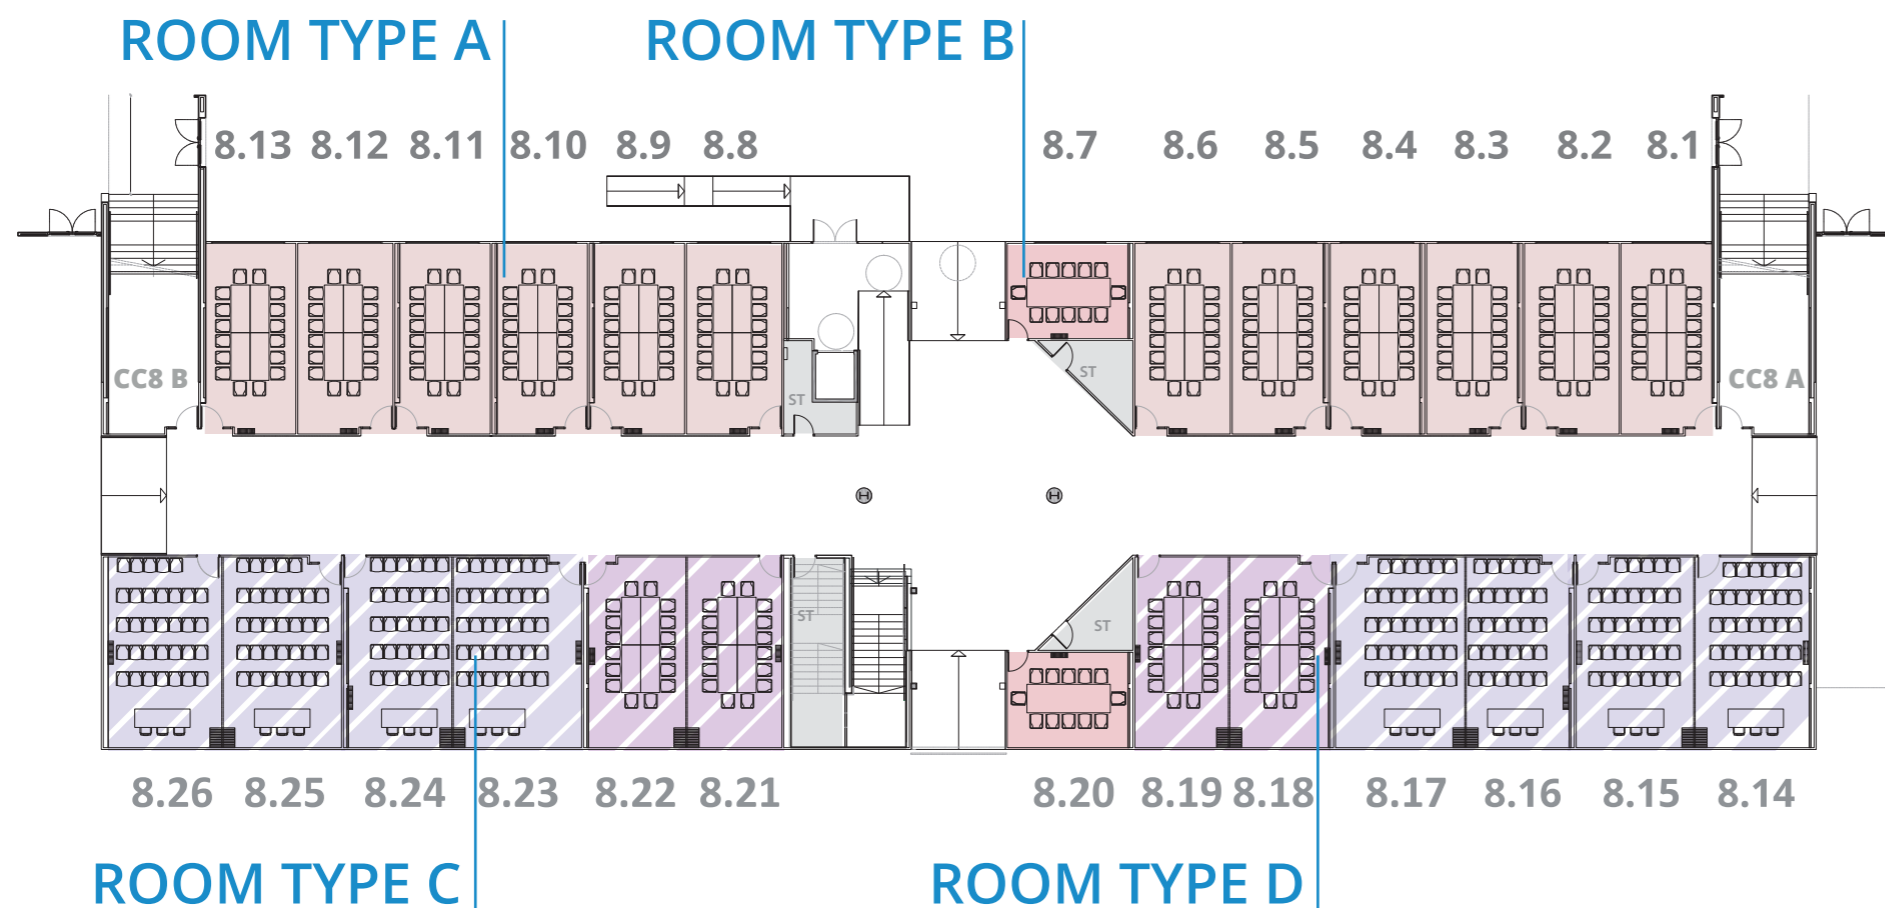 ROOM TYPE A ROOM TYPE B
8.13 8.12 8.11 8.10 8.9 8.8 8.7 8.6 8.5 8.4 8.3 8.2 8.1
CC8 B ST ST CC8 A
ST ST
8.26 8.25 8.24 8.23 8.22 8.21 8.20 8.19 8.18 8.17 8.16 8.15 8.14
ROOM TYPE C ROOM TYPE D